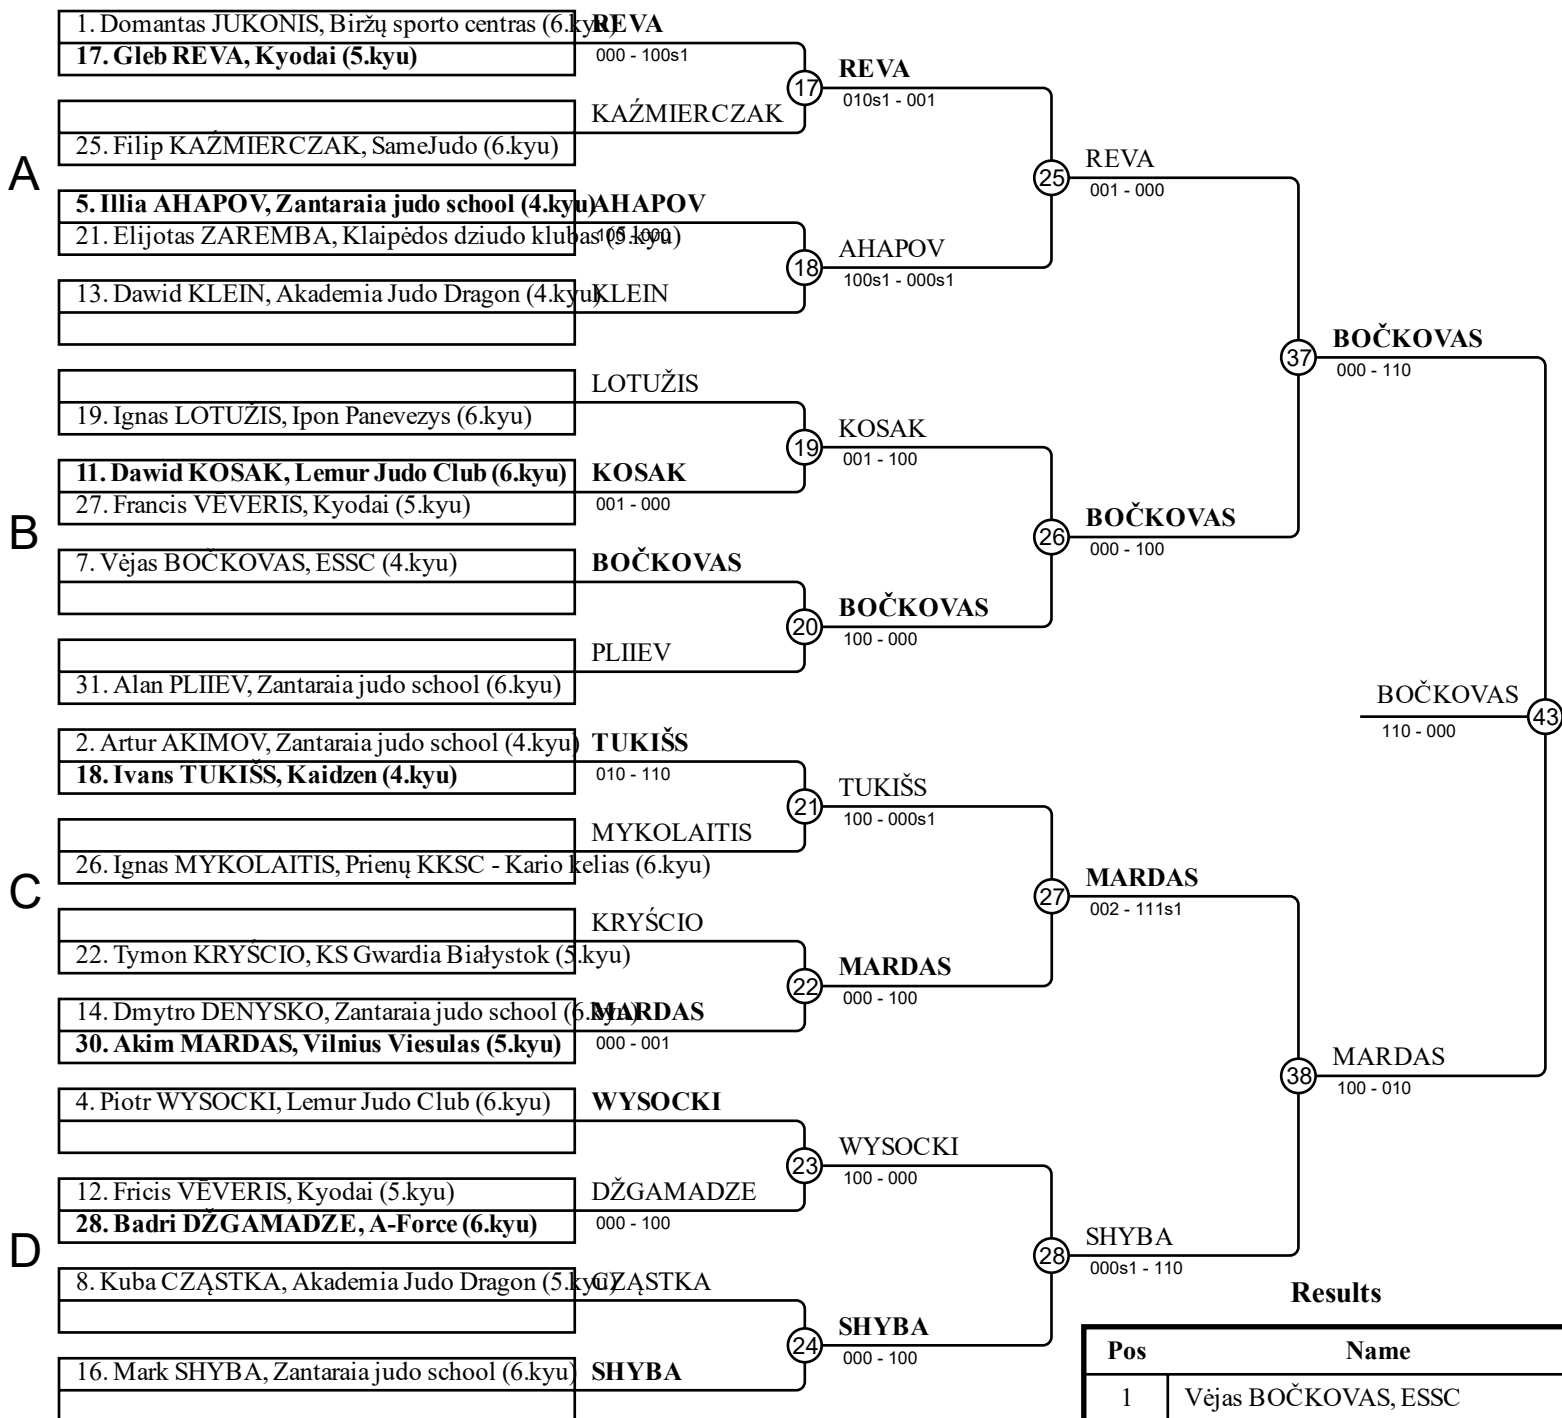 A
1. Domantas JUKONIS, Biržų sporto centras (6.kyu)
17. Gleb REVA, Kyodai (5.kyu)
REVA
000 - 100s1
25. Filip KAŹMIERCZAK, SameJudo (6.kyu)
KAŹMIERCZAK
17
REVA
010s1 - 001
5. Illia AHAPOV, Zantaraia judo school (4.kyu)
21. Elijotas ZAREMBA, Klaipėdos dziudo klubas (5.kyu)
AHAPOV
100 - 000
13. Dawid KLEIN, Akademia Judo Dragon (4.kyu)
KLEIN
18
AHAPOV
100s1 - 000s1
25
REVA
001 - 000
B
19. Ignas LOTUŽIS, Ipon Panevezys (6.kyu)
LOTUŽIS
11. Dawid KOSAK, Lemur Judo Club (6.kyu)
27. Francis VĒVERIS, Kyodai (5.kyu)
KOSAK
001 - 000
19
KOSAK
001 - 100
7. Vėjas BOČKOVAS, ESSC (4.kyu)
BOČKOVAS
31. Alan PLIIEV, Zantaraia judo school (6.kyu)
PLIIEV
20
BOČKOVAS
100 - 000
26
BOČKOVAS
000 - 100
37
BOČKOVAS
000 - 110
C
2. Artur AKIMOV, Zantaraia judo school (4.kyu)
18. Ivans TUKIŠS, Kaidzen (4.kyu)
TUKIŠS
010 - 110
26. Ignas MYKOLAITIS, Prienų KKSC - Kario kelias (6.kyu)
MYKOLAITIS
21
TUKIŠS
100 - 000s1
22. Tymon KRYŚCIO, KS Gwardia Białystok (5.kyu)
KRYŚCIO
14. Dmytro DENYSKO, Zantaraia judo school (6.kyu)
30. Akim MARDAS, Vilnius Viesulas (5.kyu)
MARDAS
000 - 001
22
MARDAS
000 - 100
27
MARDAS
002 - 111s1
D
4. Piotr WYSOCKI, Lemur Judo Club (6.kyu)
WYSOCKI
12. Fricis VĒVERIS, Kyodai (5.kyu)
28. Badri DŽGAMADZE, A-Force (6.kyu)
DŽGAMADZE
000 - 100
23
WYSOCKI
100 - 000
8. Kuba CZĄSTKA, Akademia Judo Dragon (5.kyu)
CZĄSTKA
16. Mark SHYBA, Zantaraia judo school (6.kyu)
SHYBA
24
SHYBA
000 - 100
28
SHYBA
000s1 - 110
38
MARDAS
100 - 010
43
BOČKOVAS
110 - 000
Results
Pos Name
1 Vėjas BOČKOVAS, ESSC